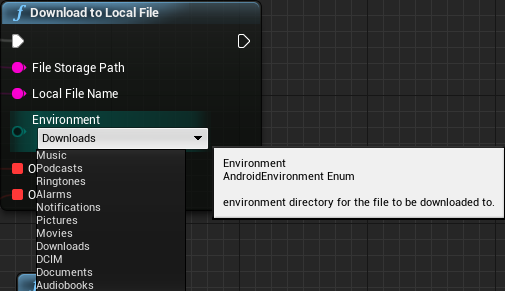 f Download to Local File
File Storage Path
Local File Name
Environment
Downloads
Music
Podcasts
Ringtones
Alarms
Notifications
Pictures
Movies
Downloads
DCIM
Documents
Audiobooks
O
O
Environment
AndroidEnvironment Enum
environment directory for the file to be downloaded to.